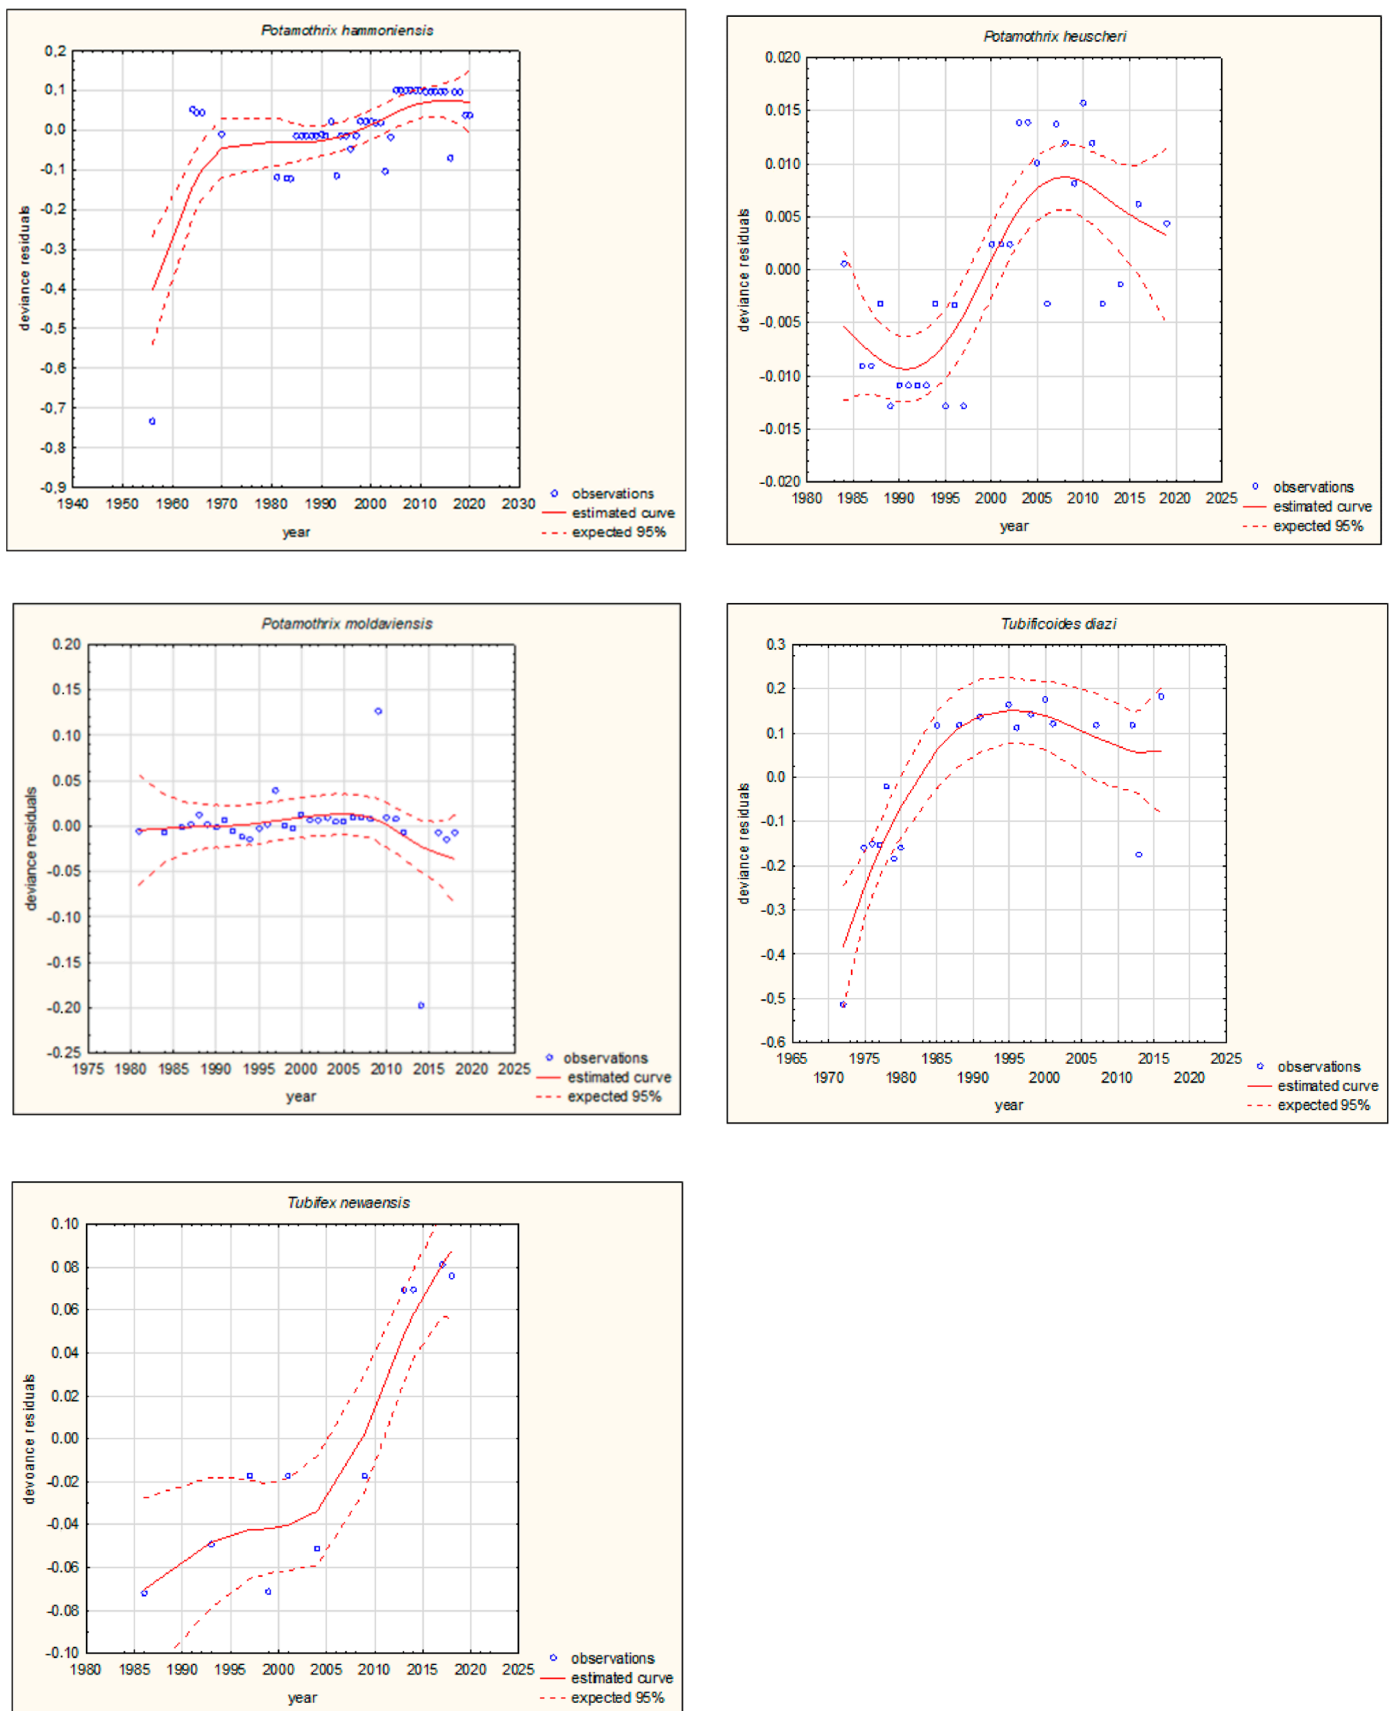 Potamothrix hammoniensis
0,2
0,1
0,0
-0,1
-0,2
-0,3
-0,4
-0,5
-0,6
-0,7
-0,8
-0,9
deviance residuals
1940 1950 1960 1970 1980 1990 2000 2010 2020 2030
year
observations
estimated curve
expected 95%
Potamothrix heuscheri
0.020
0.015
0.010
0.005
0.000
-0.005
-0.010
-0.015
-0.020
deviance residuals
1980 1985 1990 1995 2000 2005 2010 2015 2020 2025
year
observations
estimated curve
expected 95%
Potamothrix moldaviensis
0.20
0.15
0.10
0.05
0.00
-0.05
-0.10
-0.15
-0.20
-0.25
deviance residuals
1975 1980 1985 1990 1995 2000 2005 2010 2015 2020 2025
year
observations
estimated curve
expected 95%
Tubificoides diazi
0.3
0.2
0.1
0.0
-0.1
-0.2
-0.3
-0.4
-0.5
-0.6
deviance residuals
1965 1975 1985 1995 2005 2015 2025
1970 1980 1990 2000 2010 2020
year
observations
estimated curve
expected 95%
Tubifex newaensis
0.10
0.08
0.06
0.04
0.02
0.00
-0.02
-0.04
-0.06
-0.08
-0.10
devoance residuals
1980 1985 1990 1995 2000 2005 2010 2015 2020 2025
year
observations
estimated curve
expected 95%